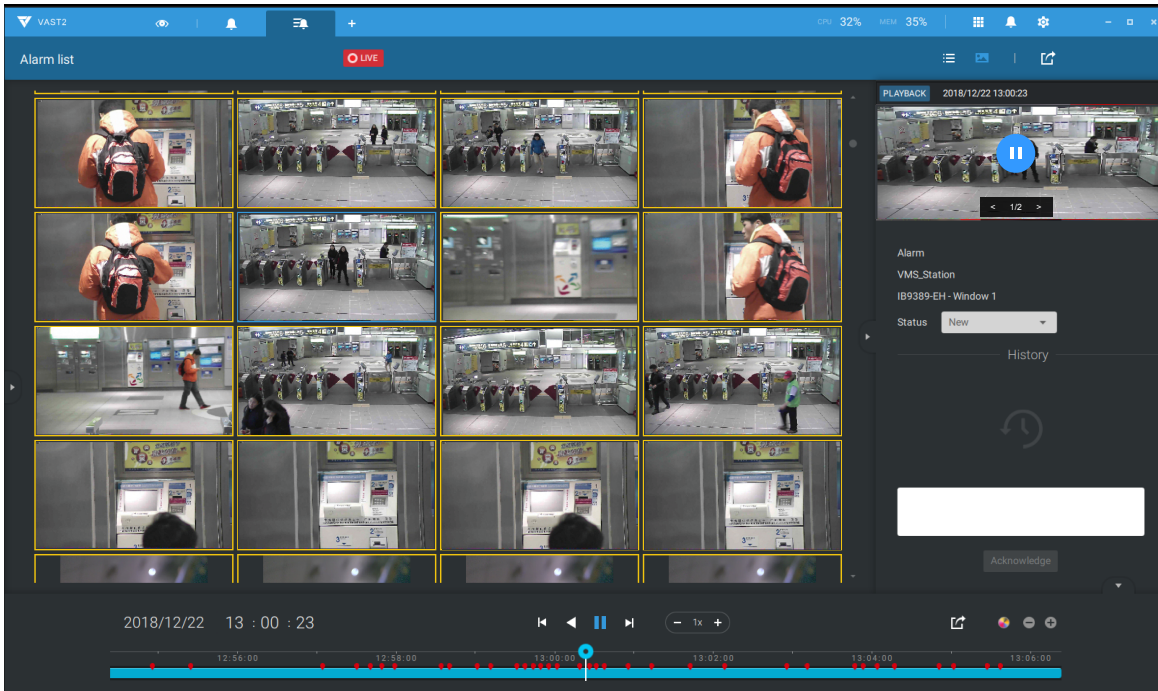 VAST2
CPU 32% MEM 35%
Alarm list
LIVE
PLAYBACK 2018/12/22 13:00:23
< 1/2 >
Alarm
VMS_Station
IB9389-EH - Window 1
Status New
History
Acknowledge
2018/12/22 13 : 00 : 23
1x
12:56:00 12:58:00 13:00:00 13:02:00 13:04:00 13:06:00